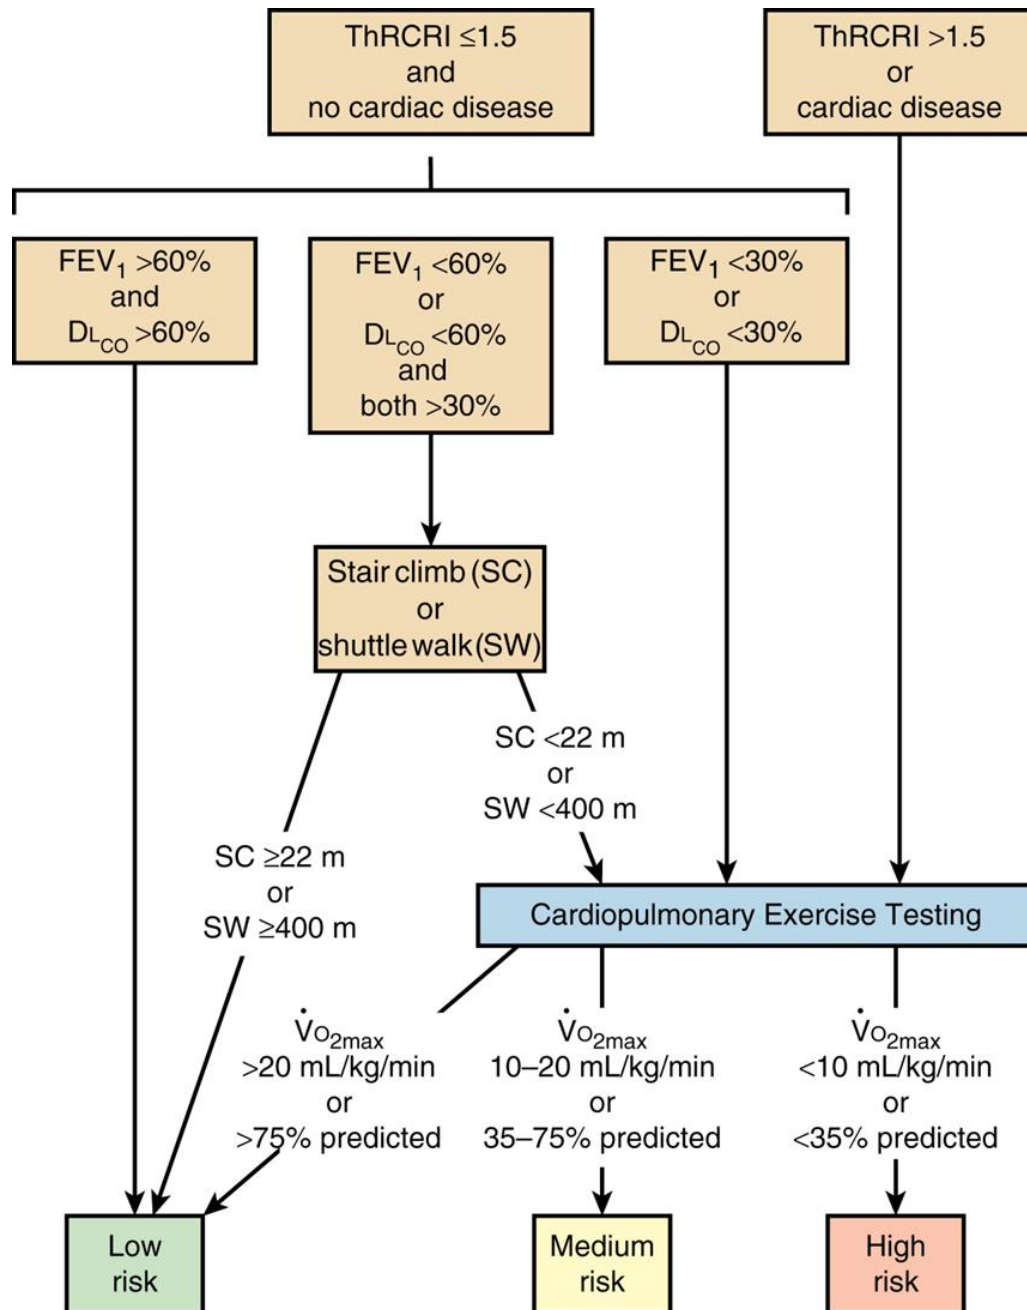 ThRCRI ≤1.5
and
no cardiac disease
ThRCRI >1.5
or
cardiac disease
FEV₁ >60%
and
DL_CO >60%
FEV₁ <60%
or
DL_CO <60%
and
both >30%
FEV₁ <30%
or
DL_CO <30%
Stair climb (SC)
or
shuttle walk (SW)
SC <22 m
or
SW <400 m
SC ≥22 m
or
SW ≥400 m
Cardiopulmonary Exercise Testing
V̇O₂max
>20 mL/kg/min
or
>75% predicted
V̇O₂max
10–20 mL/kg/min
or
35–75% predicted
V̇O₂max
<10 mL/kg/min
or
<35% predicted
Low
risk
Medium
risk
High
risk